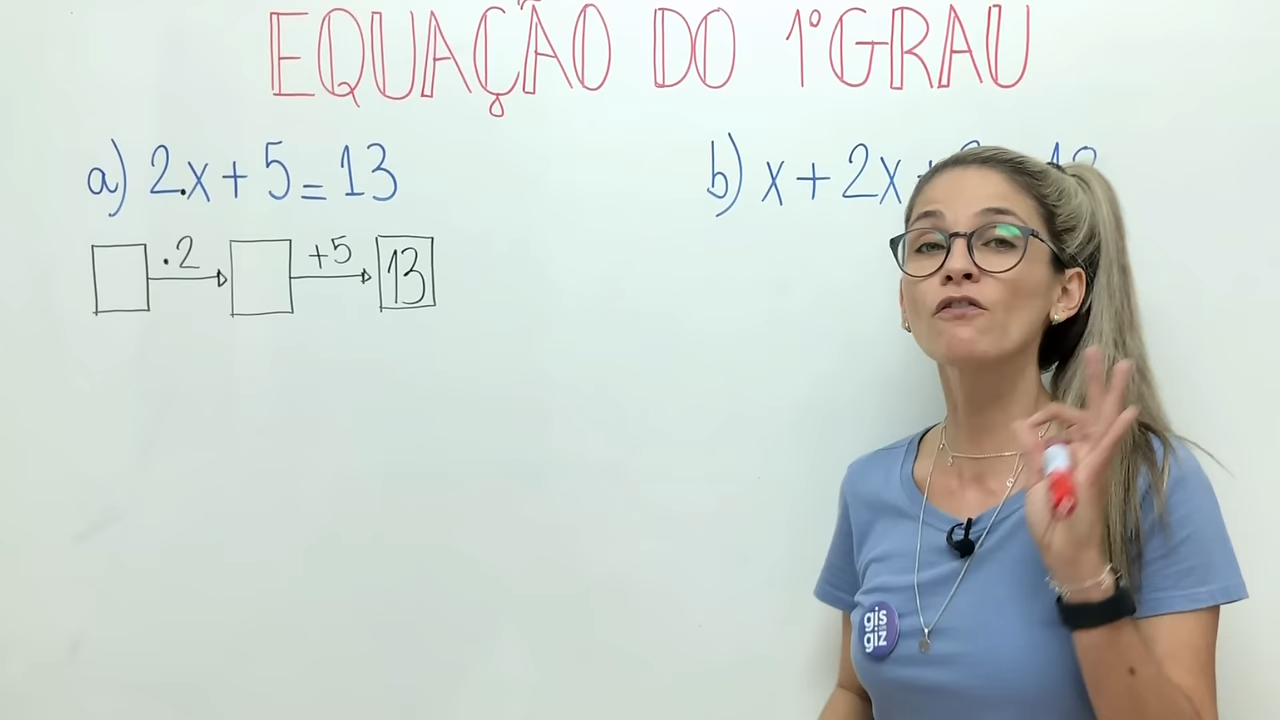 EQUAÇÃO DO 1º GRAU
a) 2.x + 5 = 13
b) x + 2x +
.2 +5 13
gis
giz